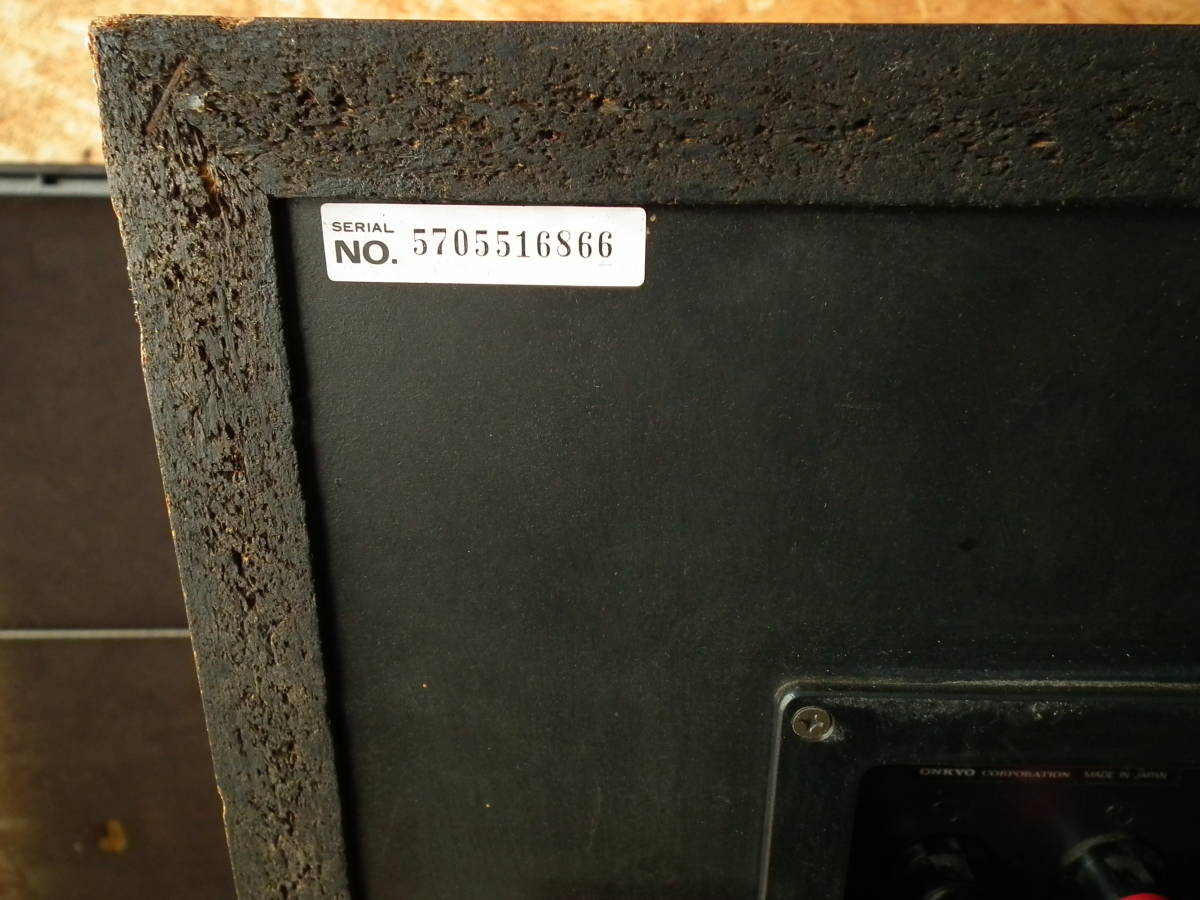 SERIAL
NO. 5705516866
ONKYO CORPORATION MADE IN JAPAN